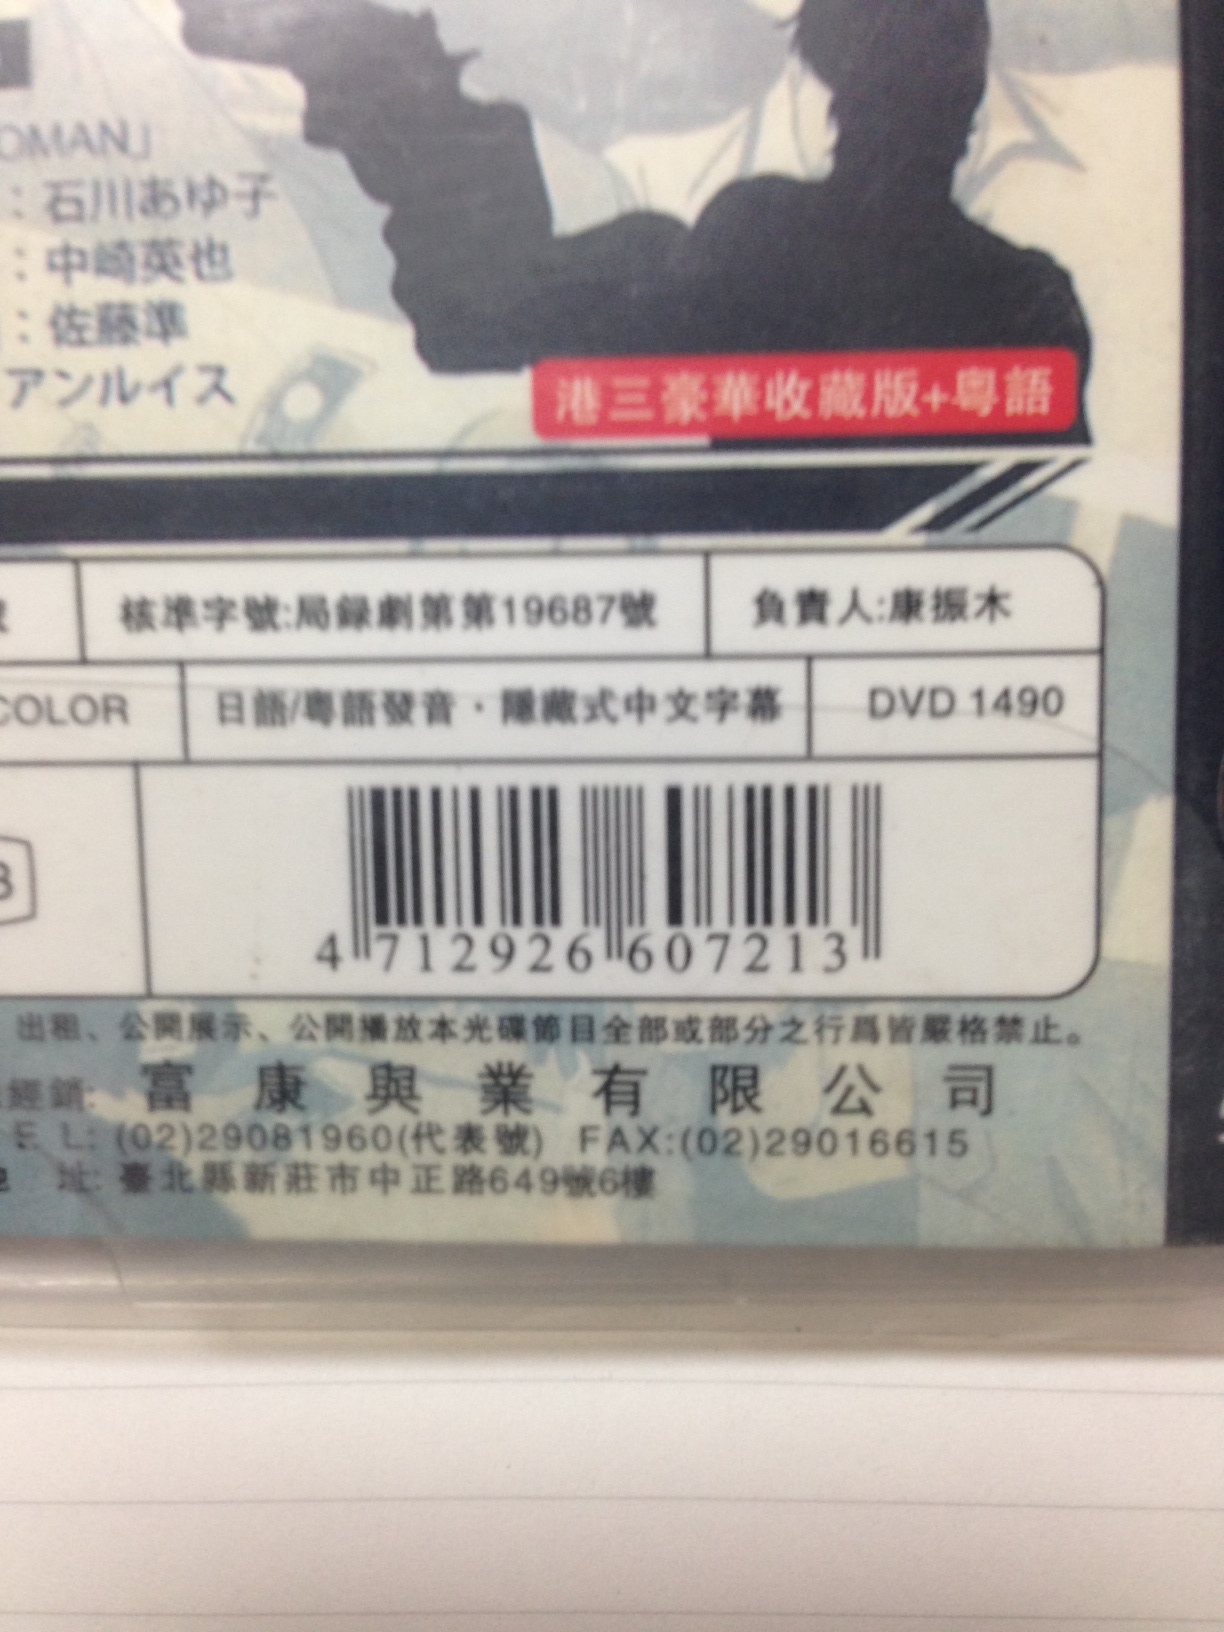 OMAN」
：石川あゆ子
：中崎英也
：佐藤準
アンルイス
港三豪華收藏版+粵語
核準字號:局録劇第第19687號
負責人:康振木
COLOR
日語/粵語發音・隱藏式中文字幕
DVD 1490
4 712926 607213
出租、公開展示、公開播放本光碟節目全部或部分之行爲皆嚴格禁止。
經銷: 富康興業有限公司
E L: (02)29081960(代表號) FAX:(02)29016615
址: 臺北縣新莊市中正路649號6樓